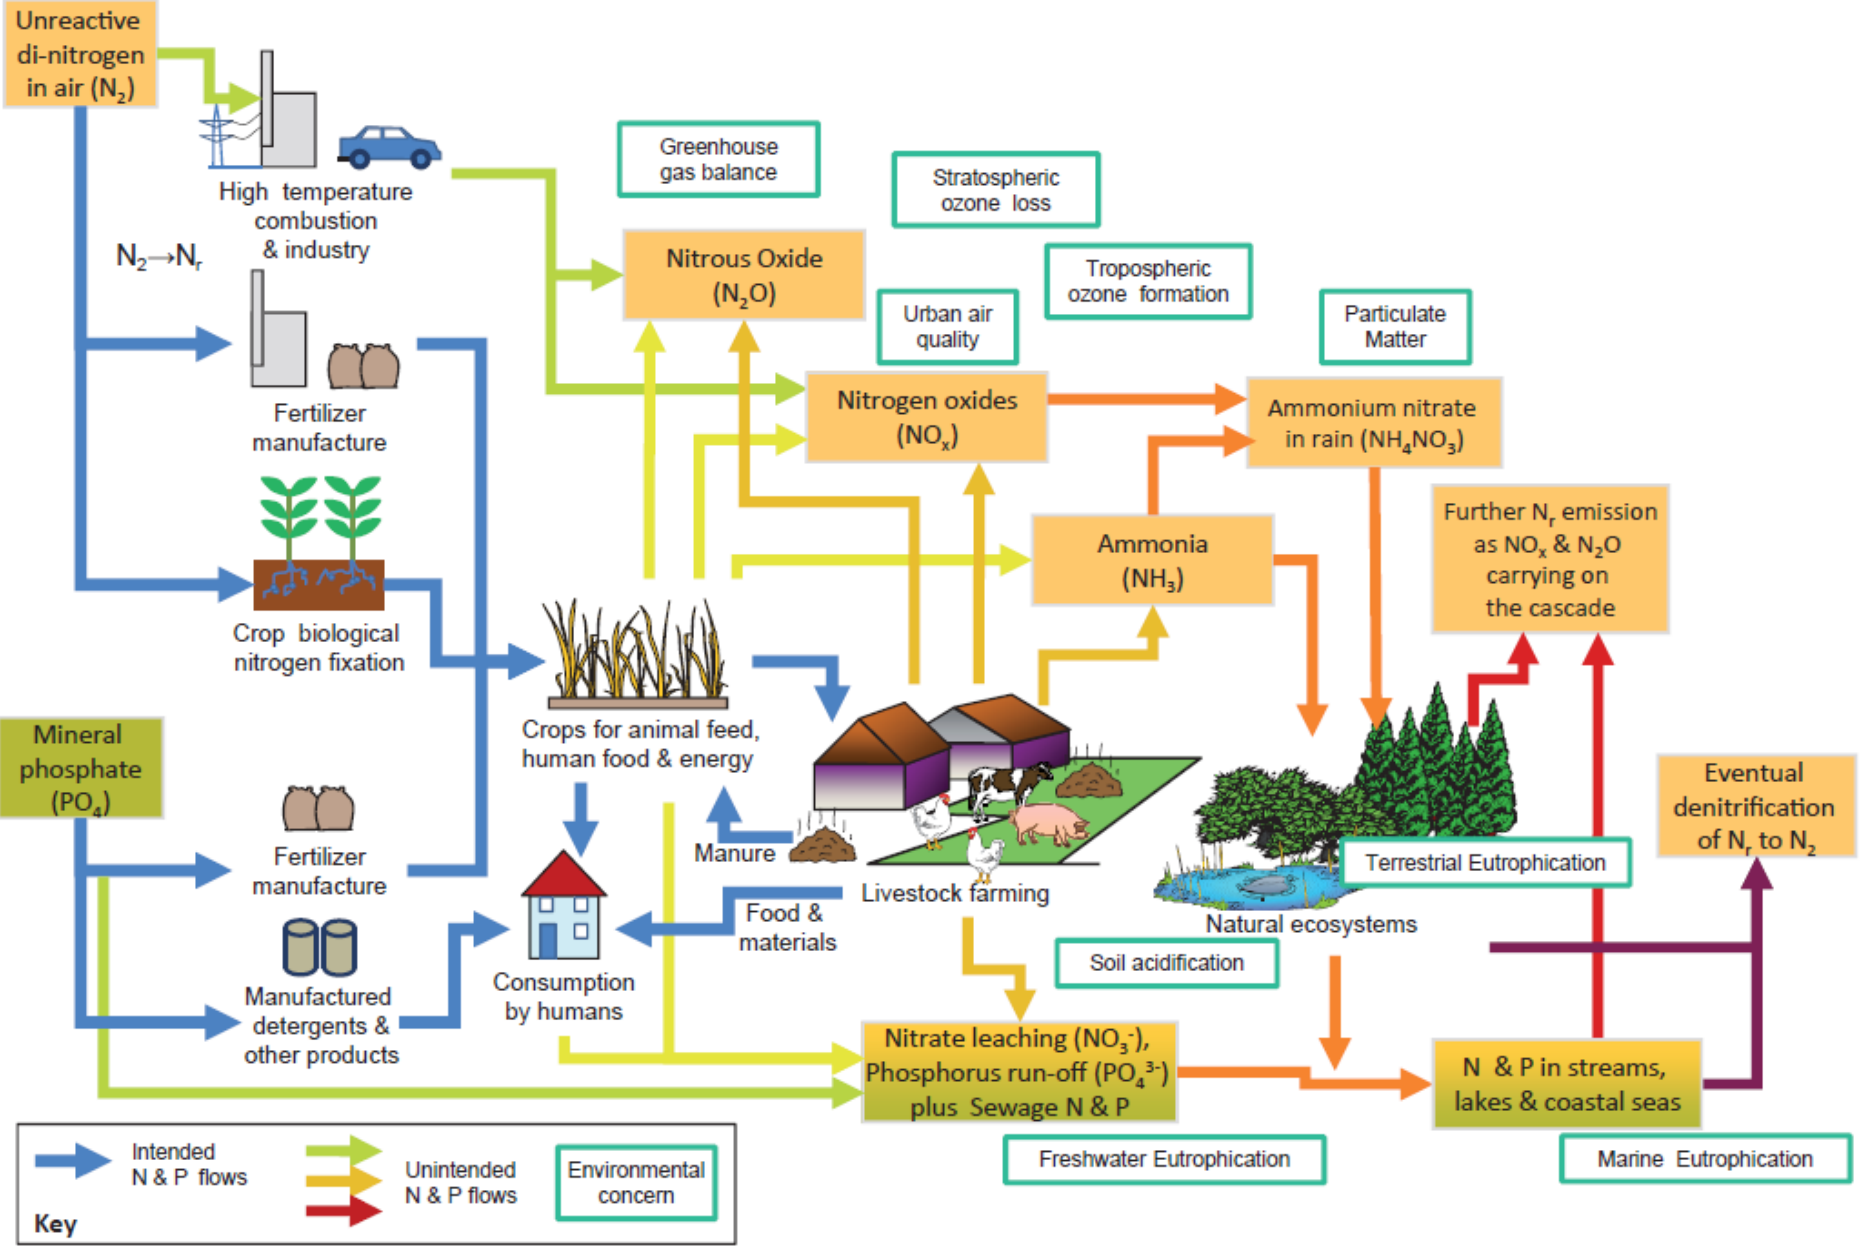 Unreactive
di-nitrogen
in air (N₂)
High temperature
combustion
& industry
N₂→Nᵣ
Fertilizer
manufacture
Crop biological
nitrogen fixation
Mineral
phosphate
(PO₄)
Fertilizer
manufacture
Manufactured
detergents &
other products
Greenhouse
gas balance
Stratospheric
ozone loss
Nitrous Oxide
(N₂O)
Tropospheric
ozone formation
Urban air
quality
Particulate
Matter
Nitrogen oxides
(NOₓ)
Ammonium nitrate
in rain (NH₄NO₃)
Ammonia
(NH₃)
Further Nᵣ emission
as NOₓ & N₂O
carrying on
the cascade
Crops for animal feed,
human food & energy
Manure
Livestock farming
Food &
materials
Consumption
by humans
Terrestrial Eutrophication
Natural ecosystems
Soil acidification
Eventual
denitrification
of Nᵣ to N₂
Nitrate leaching (NO₃⁻),
Phosphorus run-off (PO₄³⁻)
plus Sewage N & P
N & P in streams,
lakes & coastal seas
Freshwater Eutrophication
Marine Eutrophication
Intended
N & P flows
Unintended
N & P flows
Environmental
concern
Key